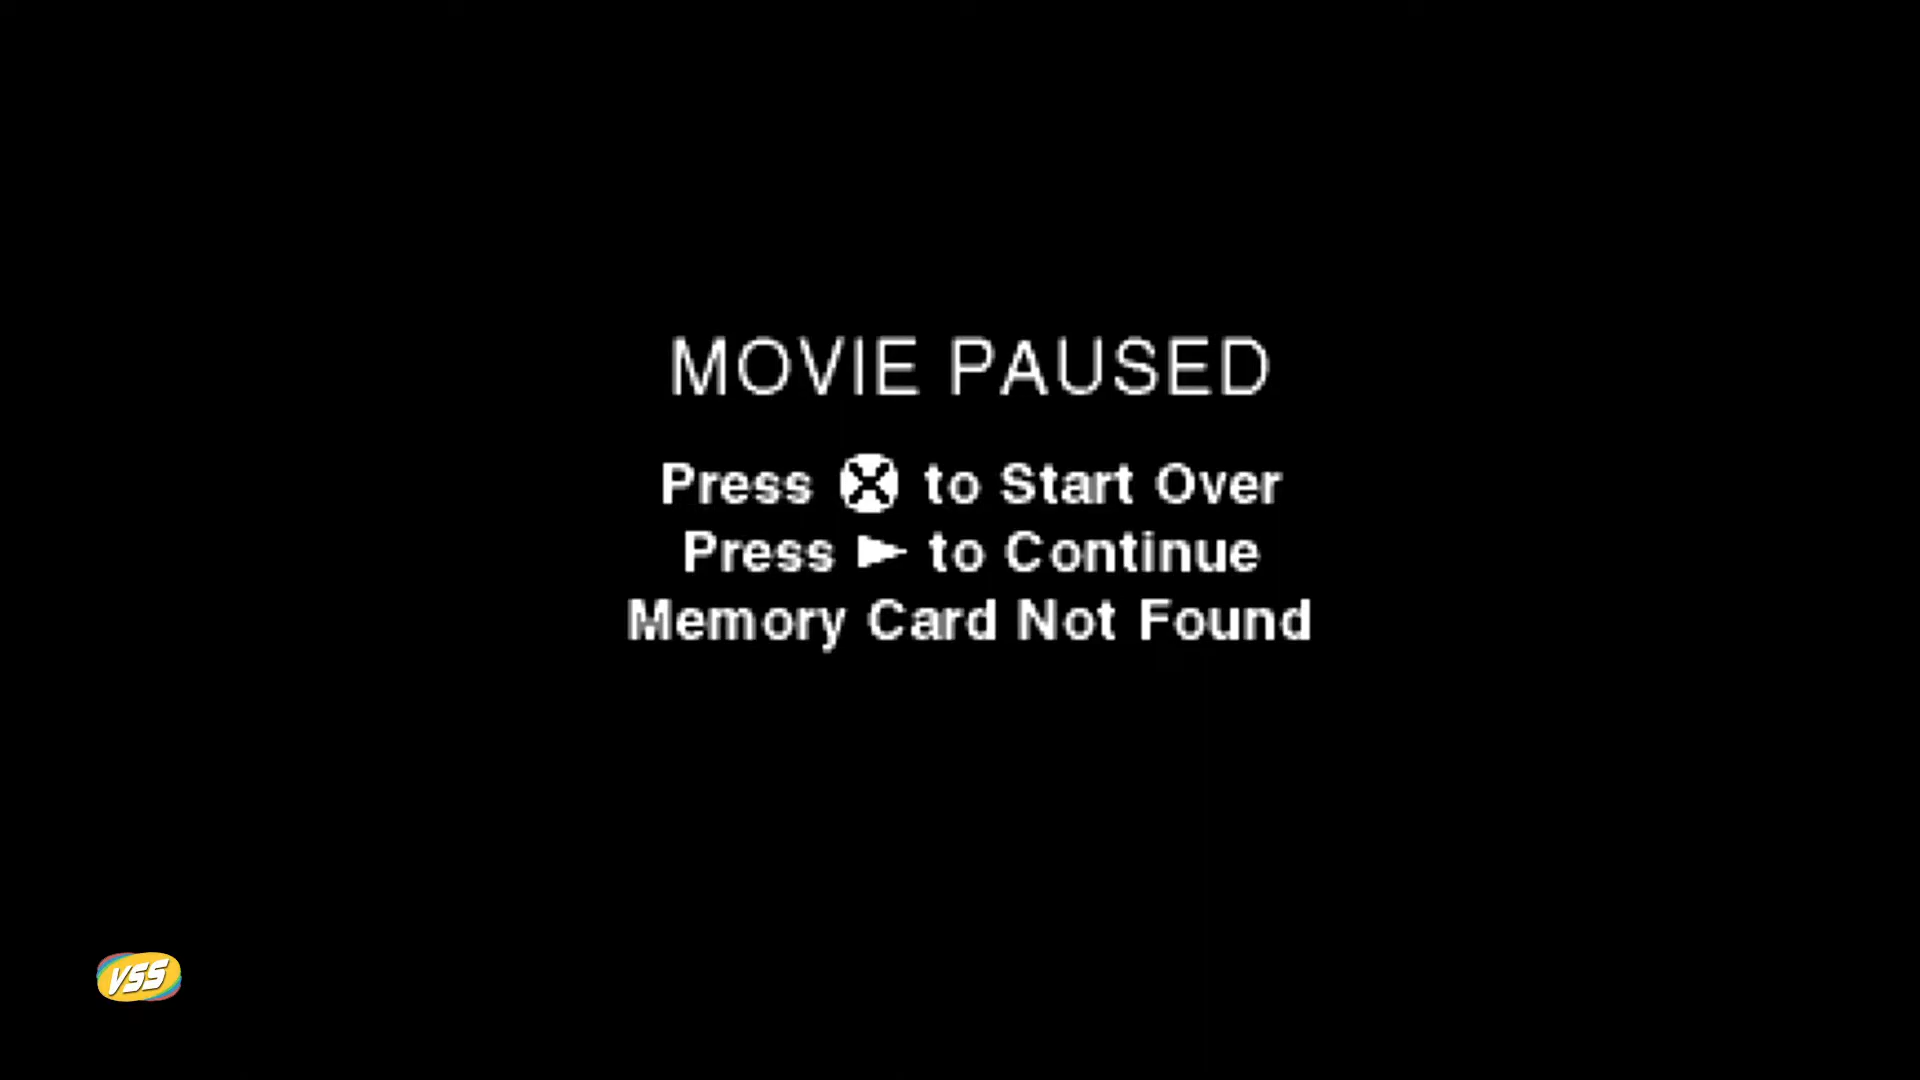 MOVIE PAUSED
Press Ⓧ to Start Over
Press ► to Continue
Memory Card Not Found
VSS